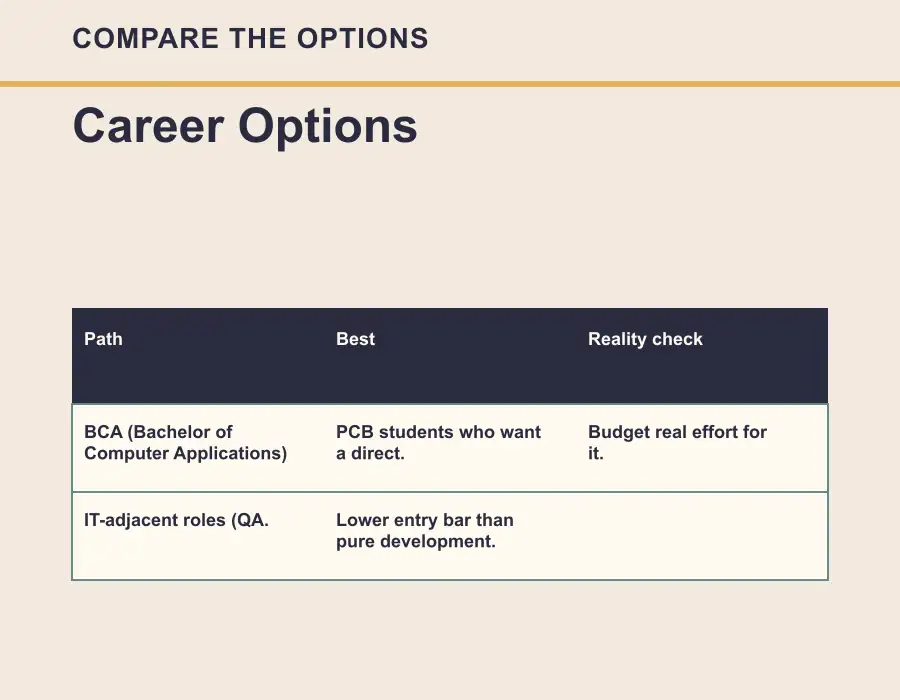 COMPARE THE OPTIONS
Career Options
Path
Best
Reality check
BCA (Bachelor of
Computer Applications)
PCB students who want
a direct.
Budget real effort for
it.
IT-adjacent roles (QA.
Lower entry bar than
pure development.